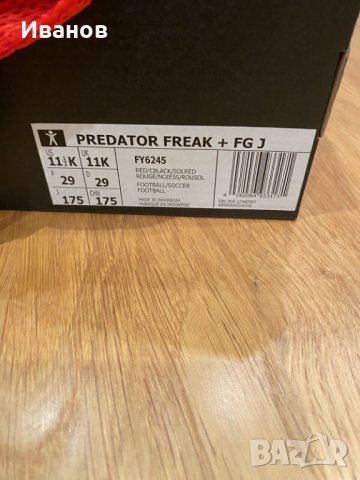 Иванов
PREDATOR FREAK + FG J
US UK
11½K 11K
FY6245
F D
29 29
RED/CBLACK/SOLRED
ROUGE/NOIESS/ROUSOL
J CHN
175 175
FOOTBALL/SOCCER
FOOTBALL
MADE IN INDONESIA
FABRIQUE EN INDONESIE
BAZAR